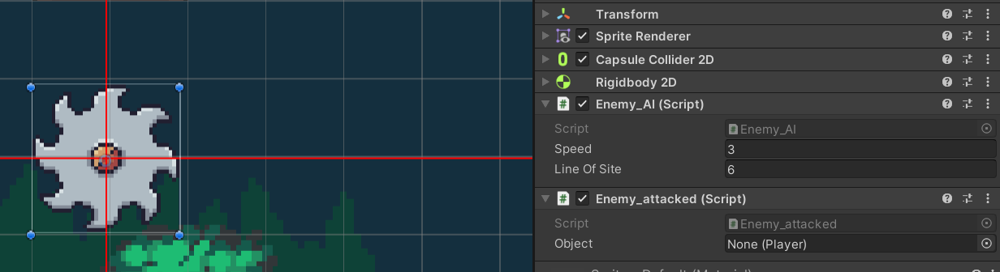 Transform
Sprite Renderer
Capsule Collider 2D
Rigidbody 2D
# Enemy_AI (Script)
Script # Enemy_AI
Speed 3
Line Of Site 6
# Enemy_attacked (Script)
Script # Enemy_attacked
Object None (Player)